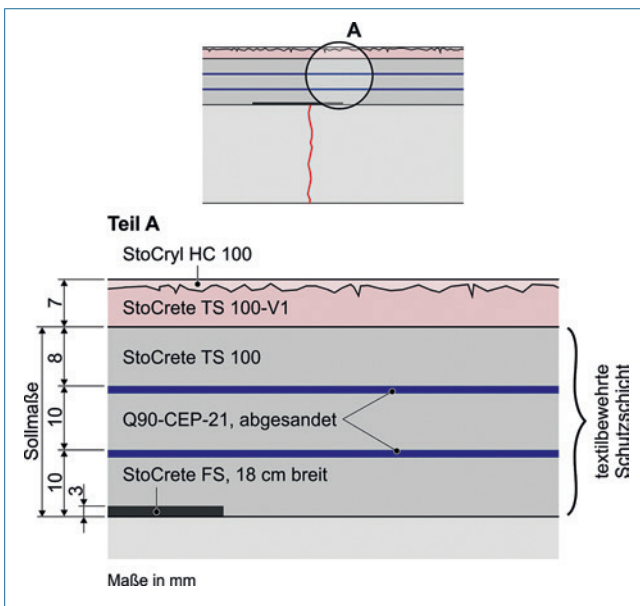 A
Teil A
StoCryl HC 100
7
StoCrete TS 100-V1
8
StoCrete TS 100
Sollmaße
10
Q90-CEP-21, abgesandet
textilbewehrte
Schutzschicht
10
3
StoCrete FS, 18 cm breit
Maße in mm